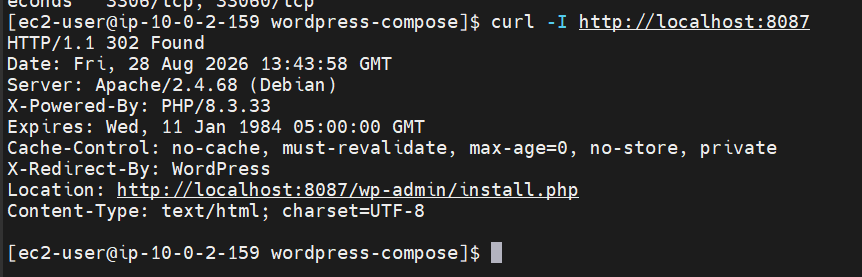 econds   3306/tcp, 33060/tcp
[ec2-user@ip-10-0-2-159 wordpress-compose]$ curl -I http://localhost:8087
HTTP/1.1 302 Found
Date: Fri, 28 Aug 2026 13:43:58 GMT
Server: Apache/2.4.68 (Debian)
X-Powered-By: PHP/8.3.33
Expires: Wed, 11 Jan 1984 05:00:00 GMT
Cache-Control: no-cache, must-revalidate, max-age=0, no-store, private
X-Redirect-By: WordPress
Location: http://localhost:8087/wp-admin/install.php
Content-Type: text/html; charset=UTF-8
[ec2-user@ip-10-0-2-159 wordpress-compose]$